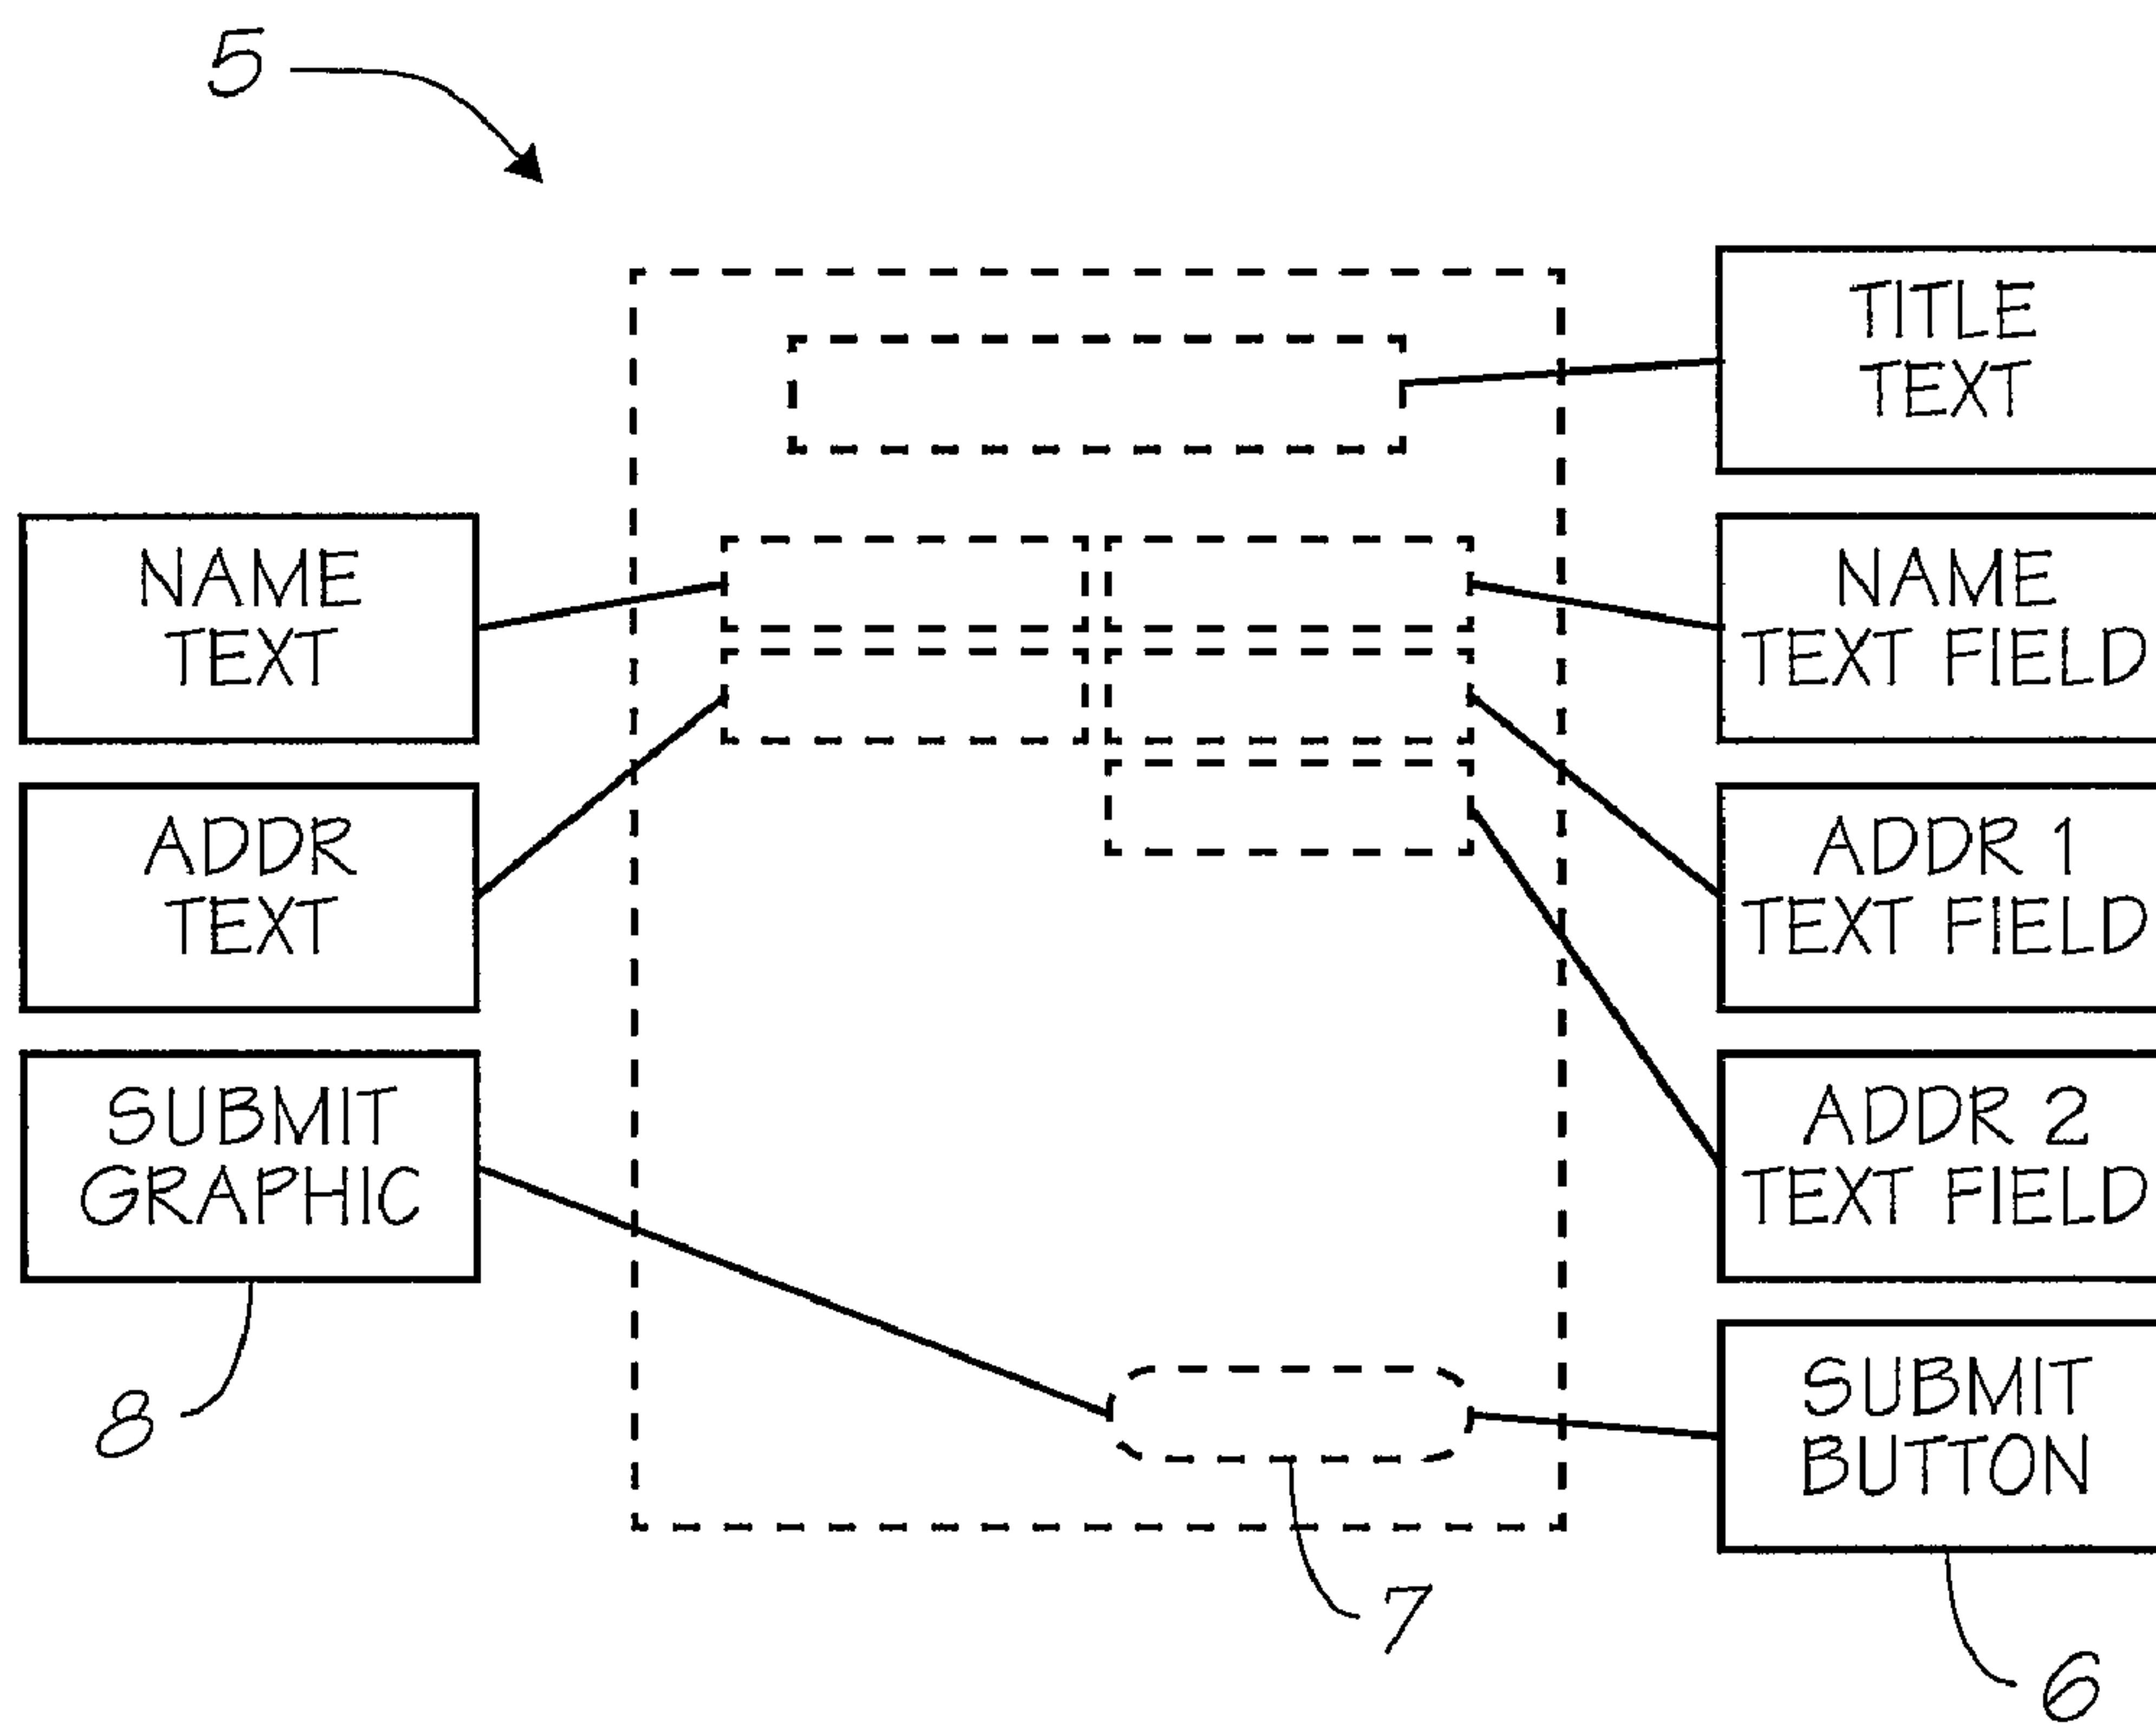 5
TITLE
TEXT
NAME
TEXT
NAME
TEXT FIELD
ADDR
TEXT
ADDR 1
TEXT FIELD
SUBMIT
GRAPHIC
ADDR 2
TEXT FIELD
SUBMIT
BUTTON
8
7
6